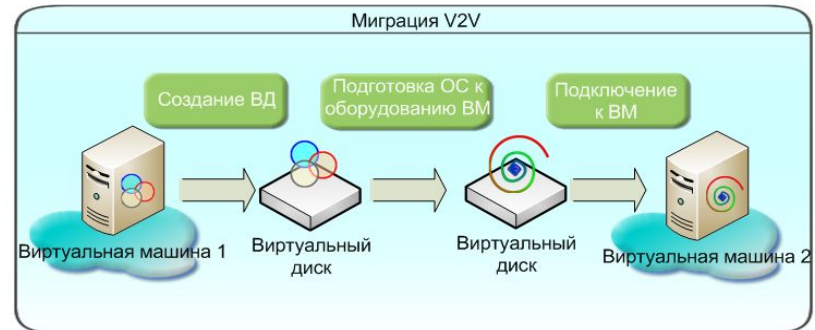 Миграция V2V
Создание ВД
Подготовка ОС к
оборудованию ВМ
Подключение
к ВМ
Виртуальная машина 1
Виртуальный
диск
Виртуальный
диск
Виртуальная машина 2